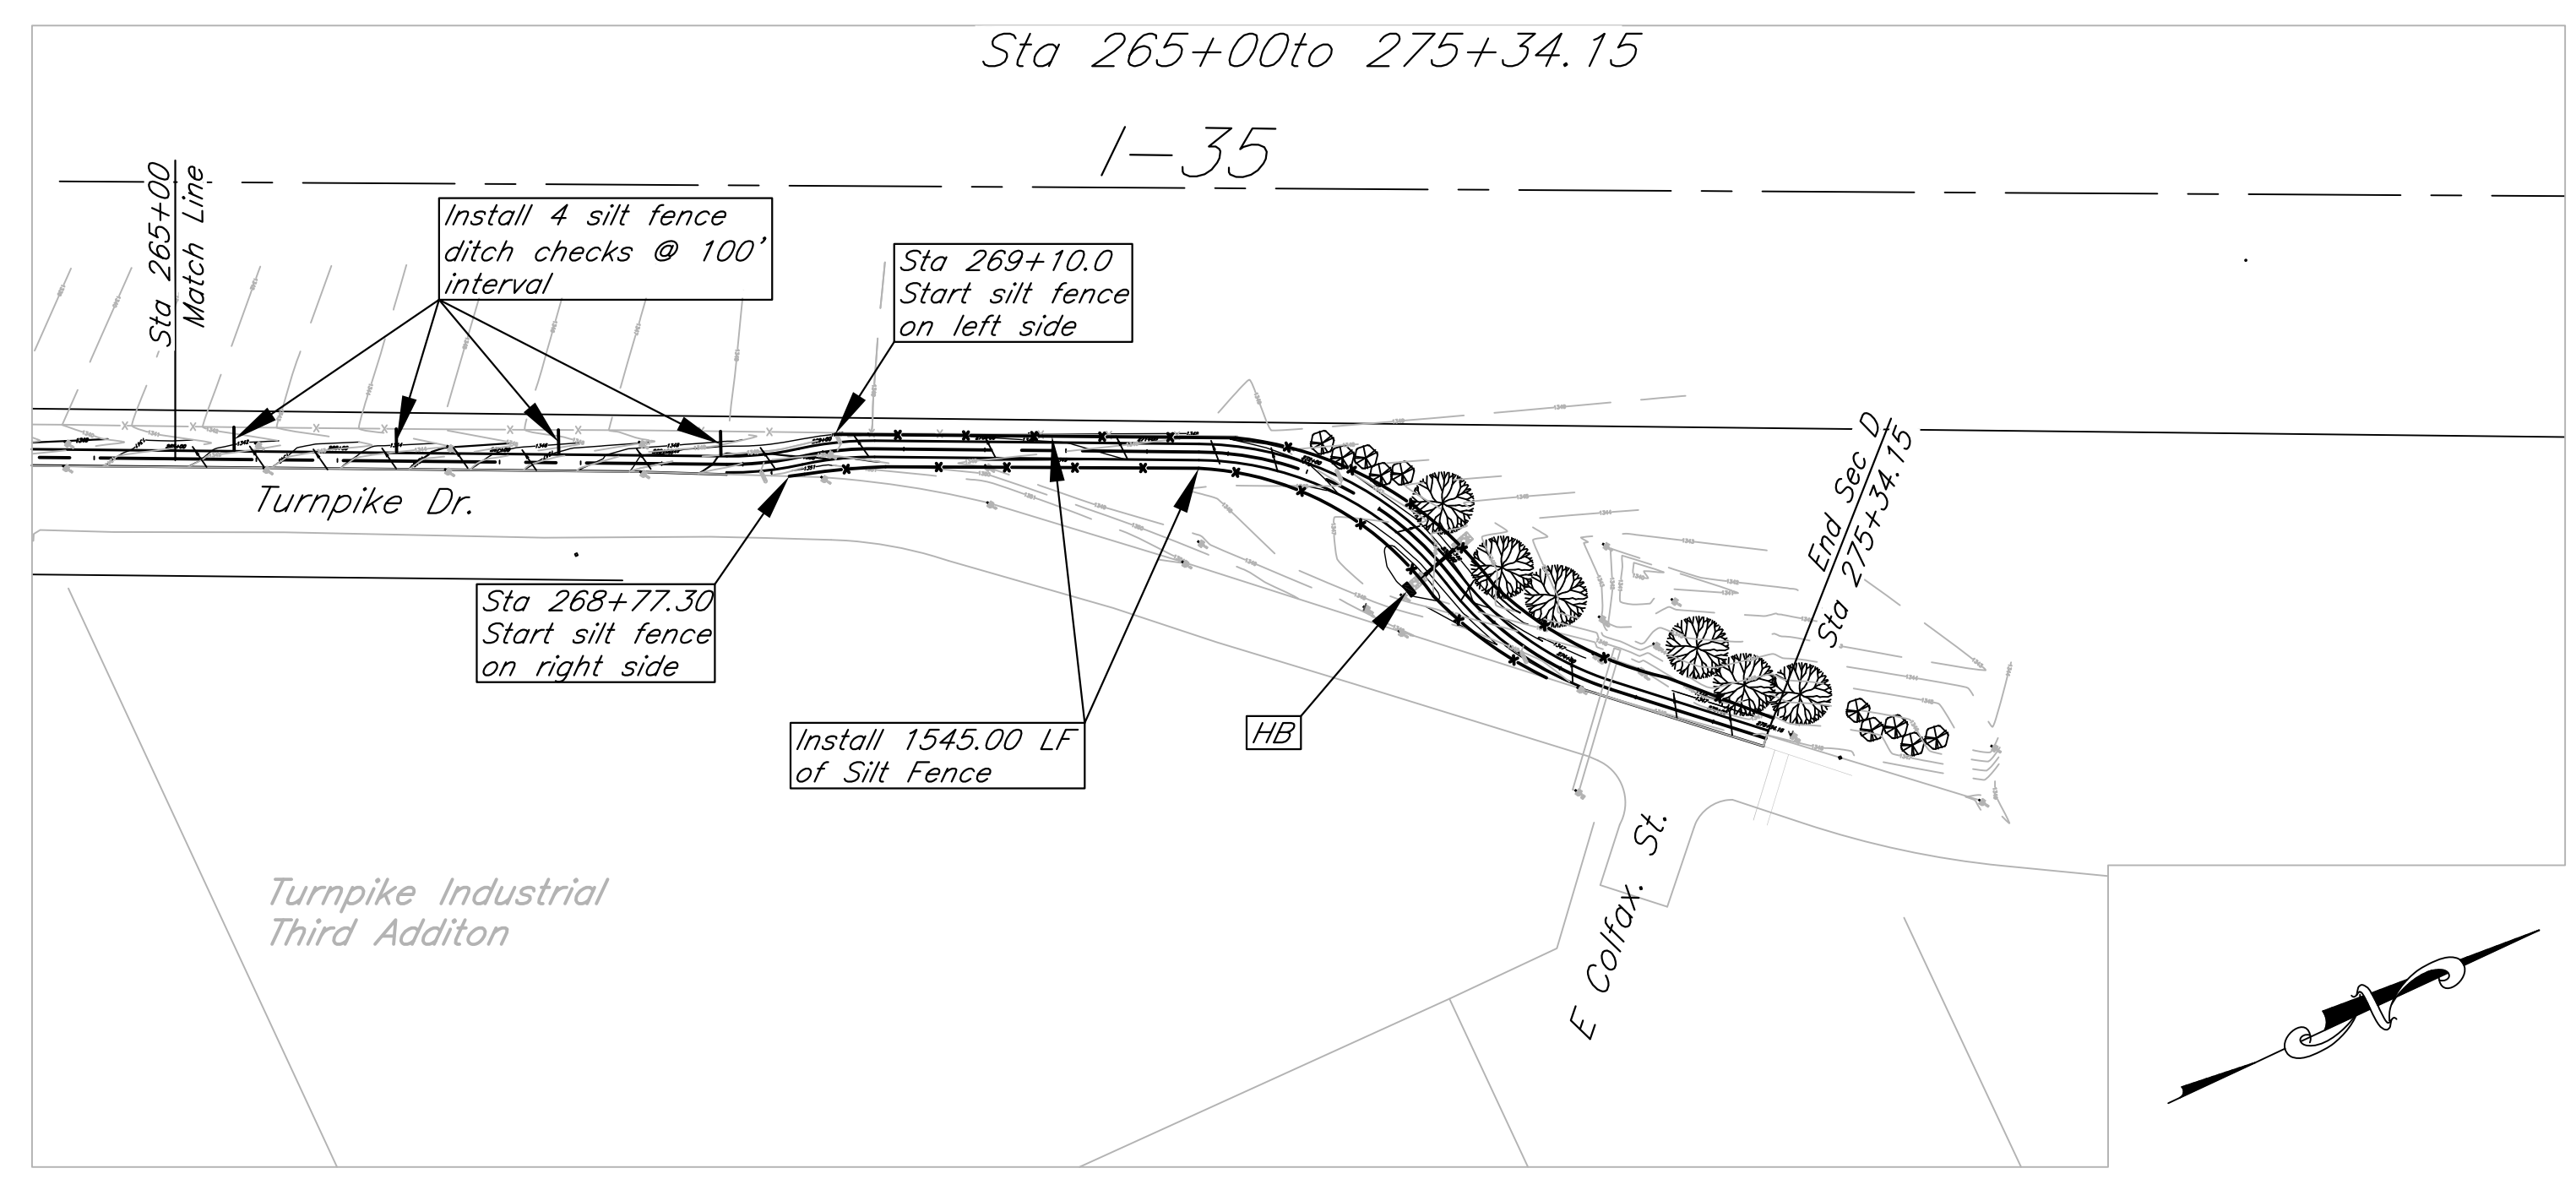 Sta 265+00to 275+34.15
I-35
Sta 265+00
Match Line
Install 4 silt fence
ditch checks @ 100'
interval
Sta 269+10.0
Start silt fence
on left side
Turnpike Dr.
Sta 268+77.30
Start silt fence
on right side
Install 1545.00 LF
of Silt Fence
HB
End Sec D
Sta 275+34.15
E Colfax. St.
Turnpike Industrial
Third Additon